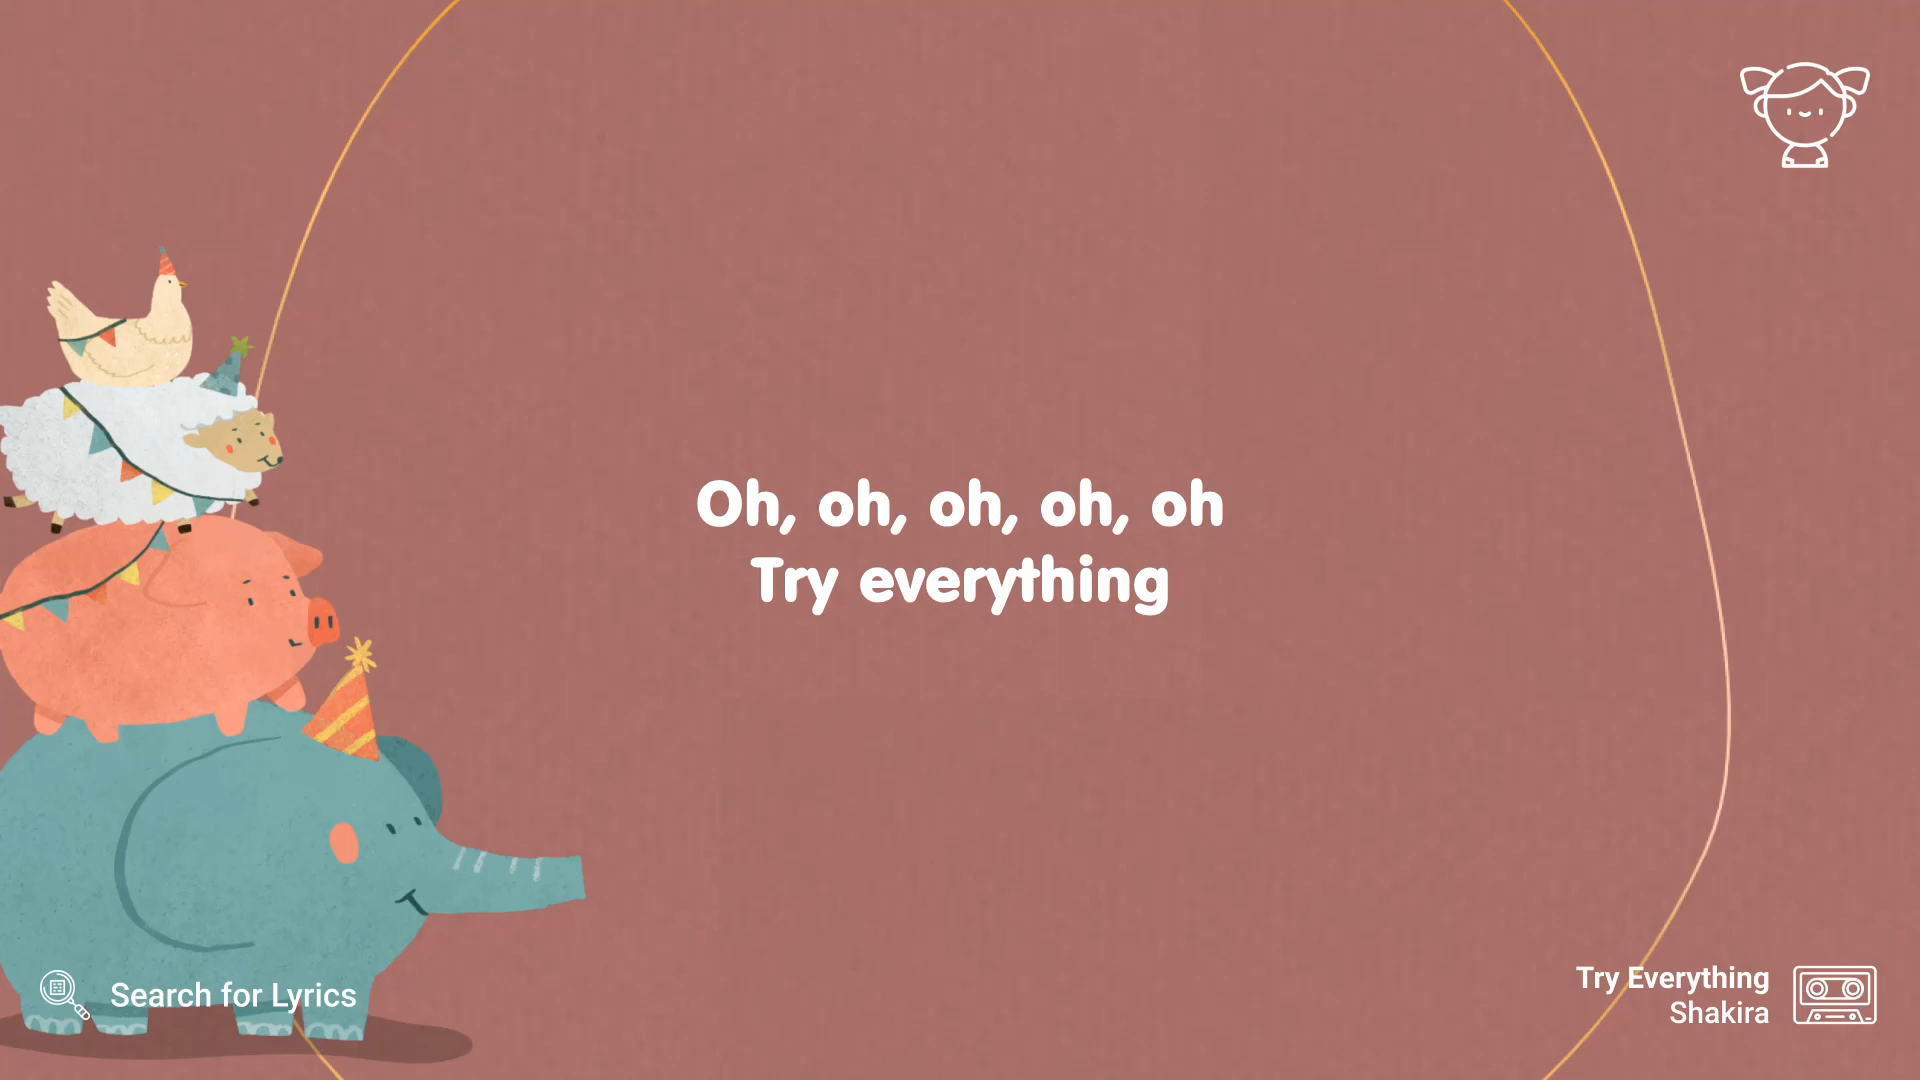 Oh, oh, oh, oh, oh
Try everything
Search for Lyrics
Try Everything
Shakira